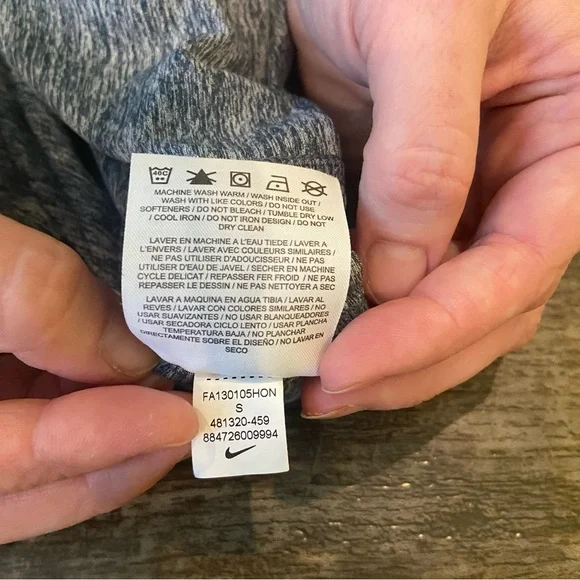 40C
MACHINE WASH WARM / WASH INSIDE OUT
/ WASH WITH LIKE COLORS / DO NOT USE
SOFTENERS / DO NOT BLEACH / TUMBLE DRY LOW
/ COOL IRON / DO NOT IRON DESIGN / DO NOT
DRY CLEAN
LAVER EN MACHINE A L'EAU TIEDE / LAVER A
L'ENVERS / LAVER AVEC COULEURS SIMILAIRES /
NE PAS UTILISER D'ADOUCISSEUR / NE PAS
UTILISER D'EAU DE JAVEL / SECHER EN MACHINE
CYCLE DELICAT / REPASSER FER FROID / NE PAS
REPASSER LE DESSIN / NE PAS NETTOYER A SEC
LAVAR A MAQUINA EN AGUA TIBIA / LAVAR AL
REVES / LAVAR CON COLORES SIMILARES / NO
USAR SUAVIZANTES / NO USAR BLANQUEADORES
/ USAR SECADORA CICLO LENTO / USAR PLANCHA
TEMPERATURA BAJA / NO PLANCHAR
DIRECTAMENTE SOBRE EL DISEÑO / NO LAVAR EN
SECO
FA130105HON
S
481320-459
884726009994